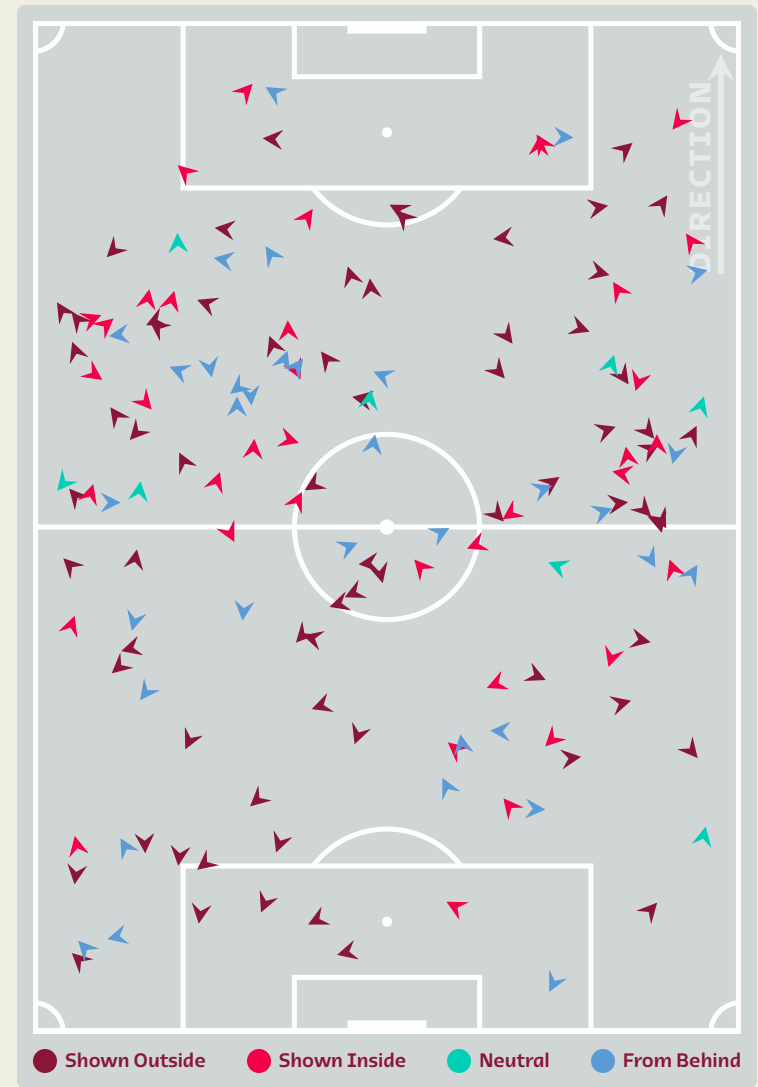 DIRECTION
Shown Outside
Shown Inside
Neutral
From Behind